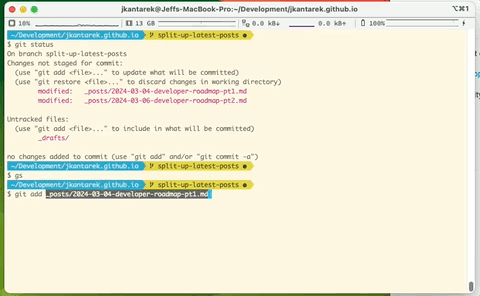 jkantarek@Jeffs-MacBook-Pro:~/Development/jkantarek.github.io ⌥⌘1
10% 13 GB 0.0 kB↓ 0.0 kB↑ 100%
~/Development/jkantarek.github.io split-up-latest-posts ●
$ git status
On branch split-up-latest-posts
Changes not staged for commit:
(use "git add <file>..." to update what will be committed)
(use "git restore <file>..." to discard changes in working directory)
modified: _posts/2024-03-04-developer-roadmap-pt1.md
modified: _posts/2024-03-06-developer-roadmap-pt2.md
Untracked files:
(use "git add <file>..." to include in what will be committed)
_drafts/
no changes added to commit (use "git add" and/or "git commit -a")
~/Development/jkantarek.github.io split-up-latest-posts ●
$ gs
~/Development/jkantarek.github.io split-up-latest-posts ●
$ git add _posts/2024-03-04-developer-roadmap-pt1.md